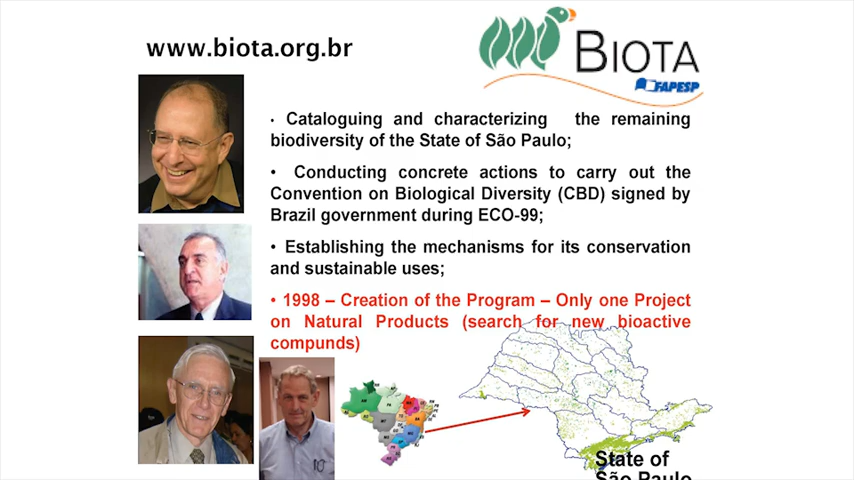 www.biota.org.br
BIOTA
FAPESP
· Cataloguing and characterizing the remaining
biodiversity of the State of São Paulo;
• Conducting concrete actions to carry out the
Convention on Biological Diversity (CBD) signed by
Brazil government during ECO-99;
• Establishing the mechanisms for its conservation
and sustainable uses;
• 1998 – Creation of the Program – Only one Project
on Natural Products (search for new bioactive
compunds)
State of
São Paulo